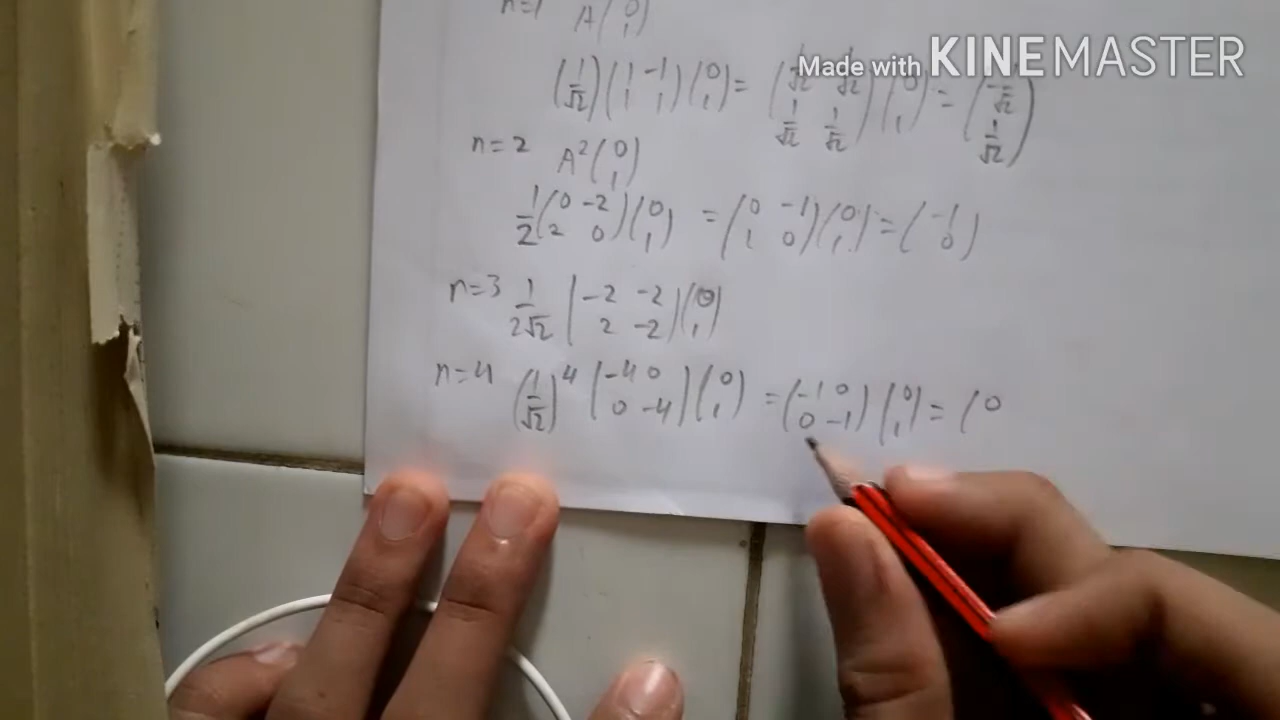 n=1 A(0 1)
Made with KINEMASTER
(1/√2)(1 -1 1 1)(0 1) = (1/√2 -1/√2 1/√2 1/√2)(0 1) = (-1/√2 1/√2)
n=2 A²(0 1)
1/2(0 -2 2 0)(0 1) = (0 -1 1 0)(0 1) = (-1 0)
n=3 1/2√2 (-2 -2 2 -2)(0 1)
n=4 (1/√2)⁴ (-4 0 0 -4)(0 1) = (-1 0 0 -1)(0 1) = (0